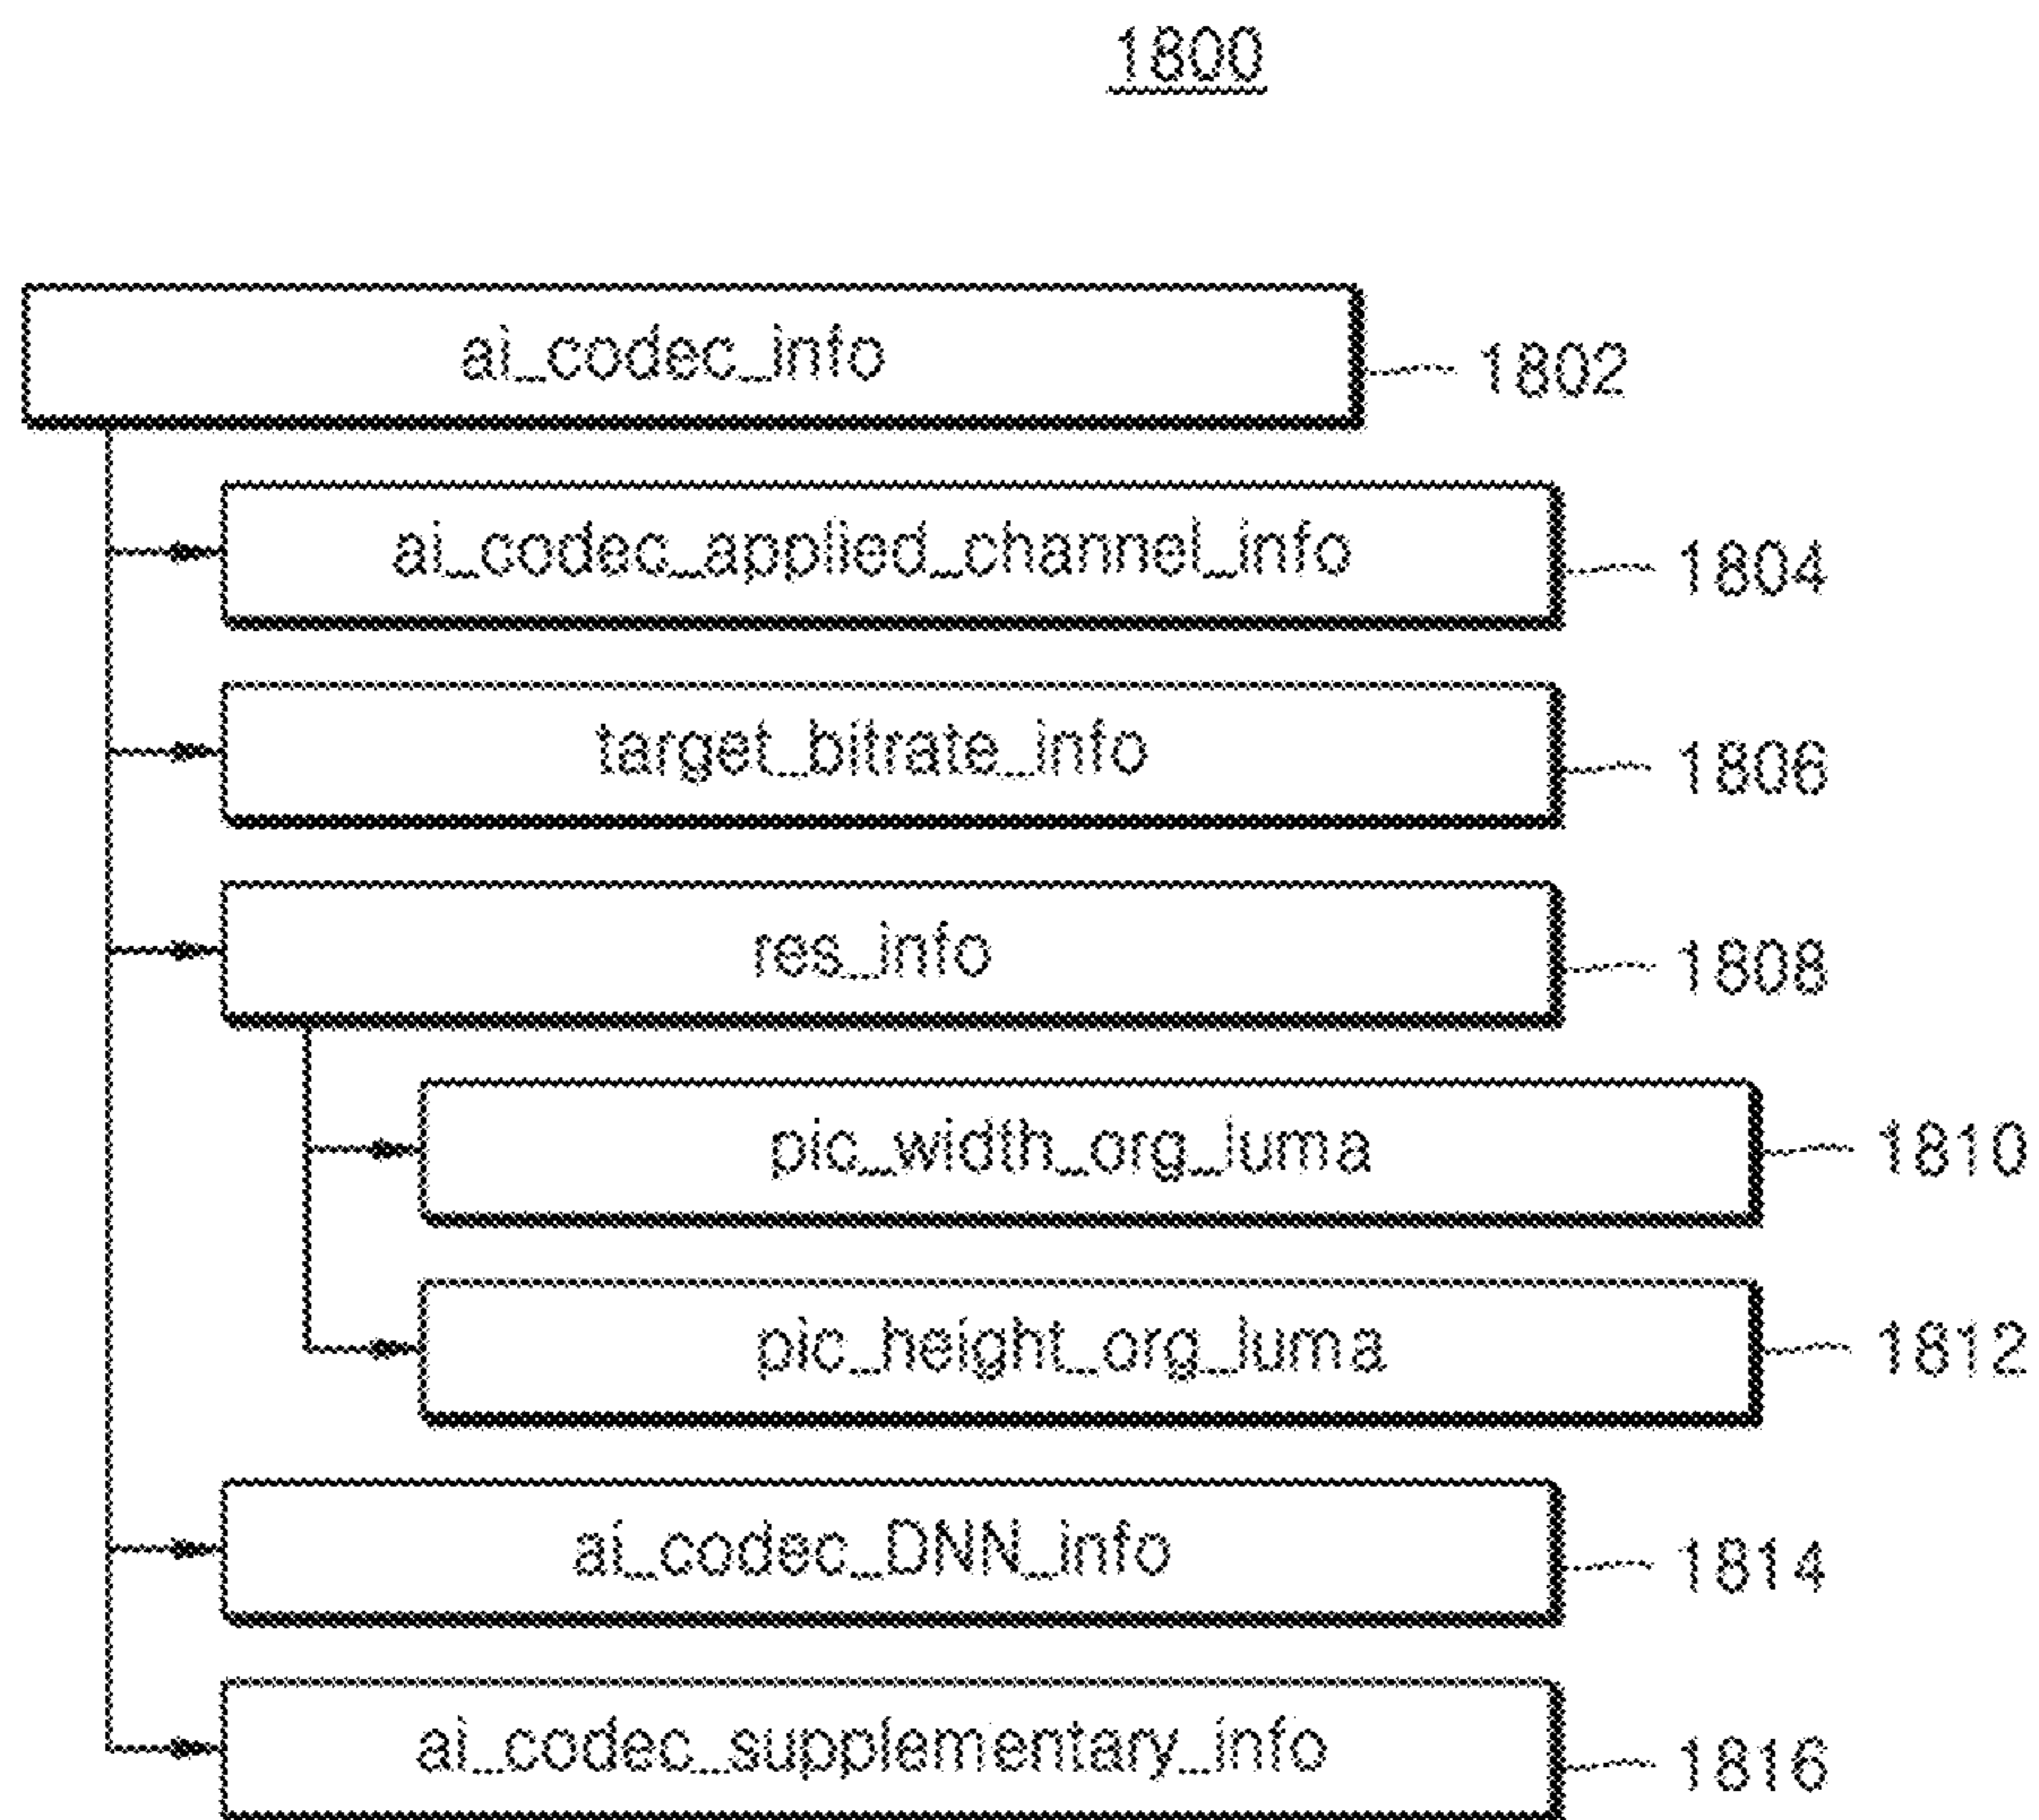 1800
ai_codec_info 1802
ai_codec_applied_channel_info 1804
target_bitrate_info 1806
res_info 1808
pic_width_org_luma 1810
pic_height_org_luma 1812
ai_codec_DNN_info 1814
ai_codec_supplementary_info 1816